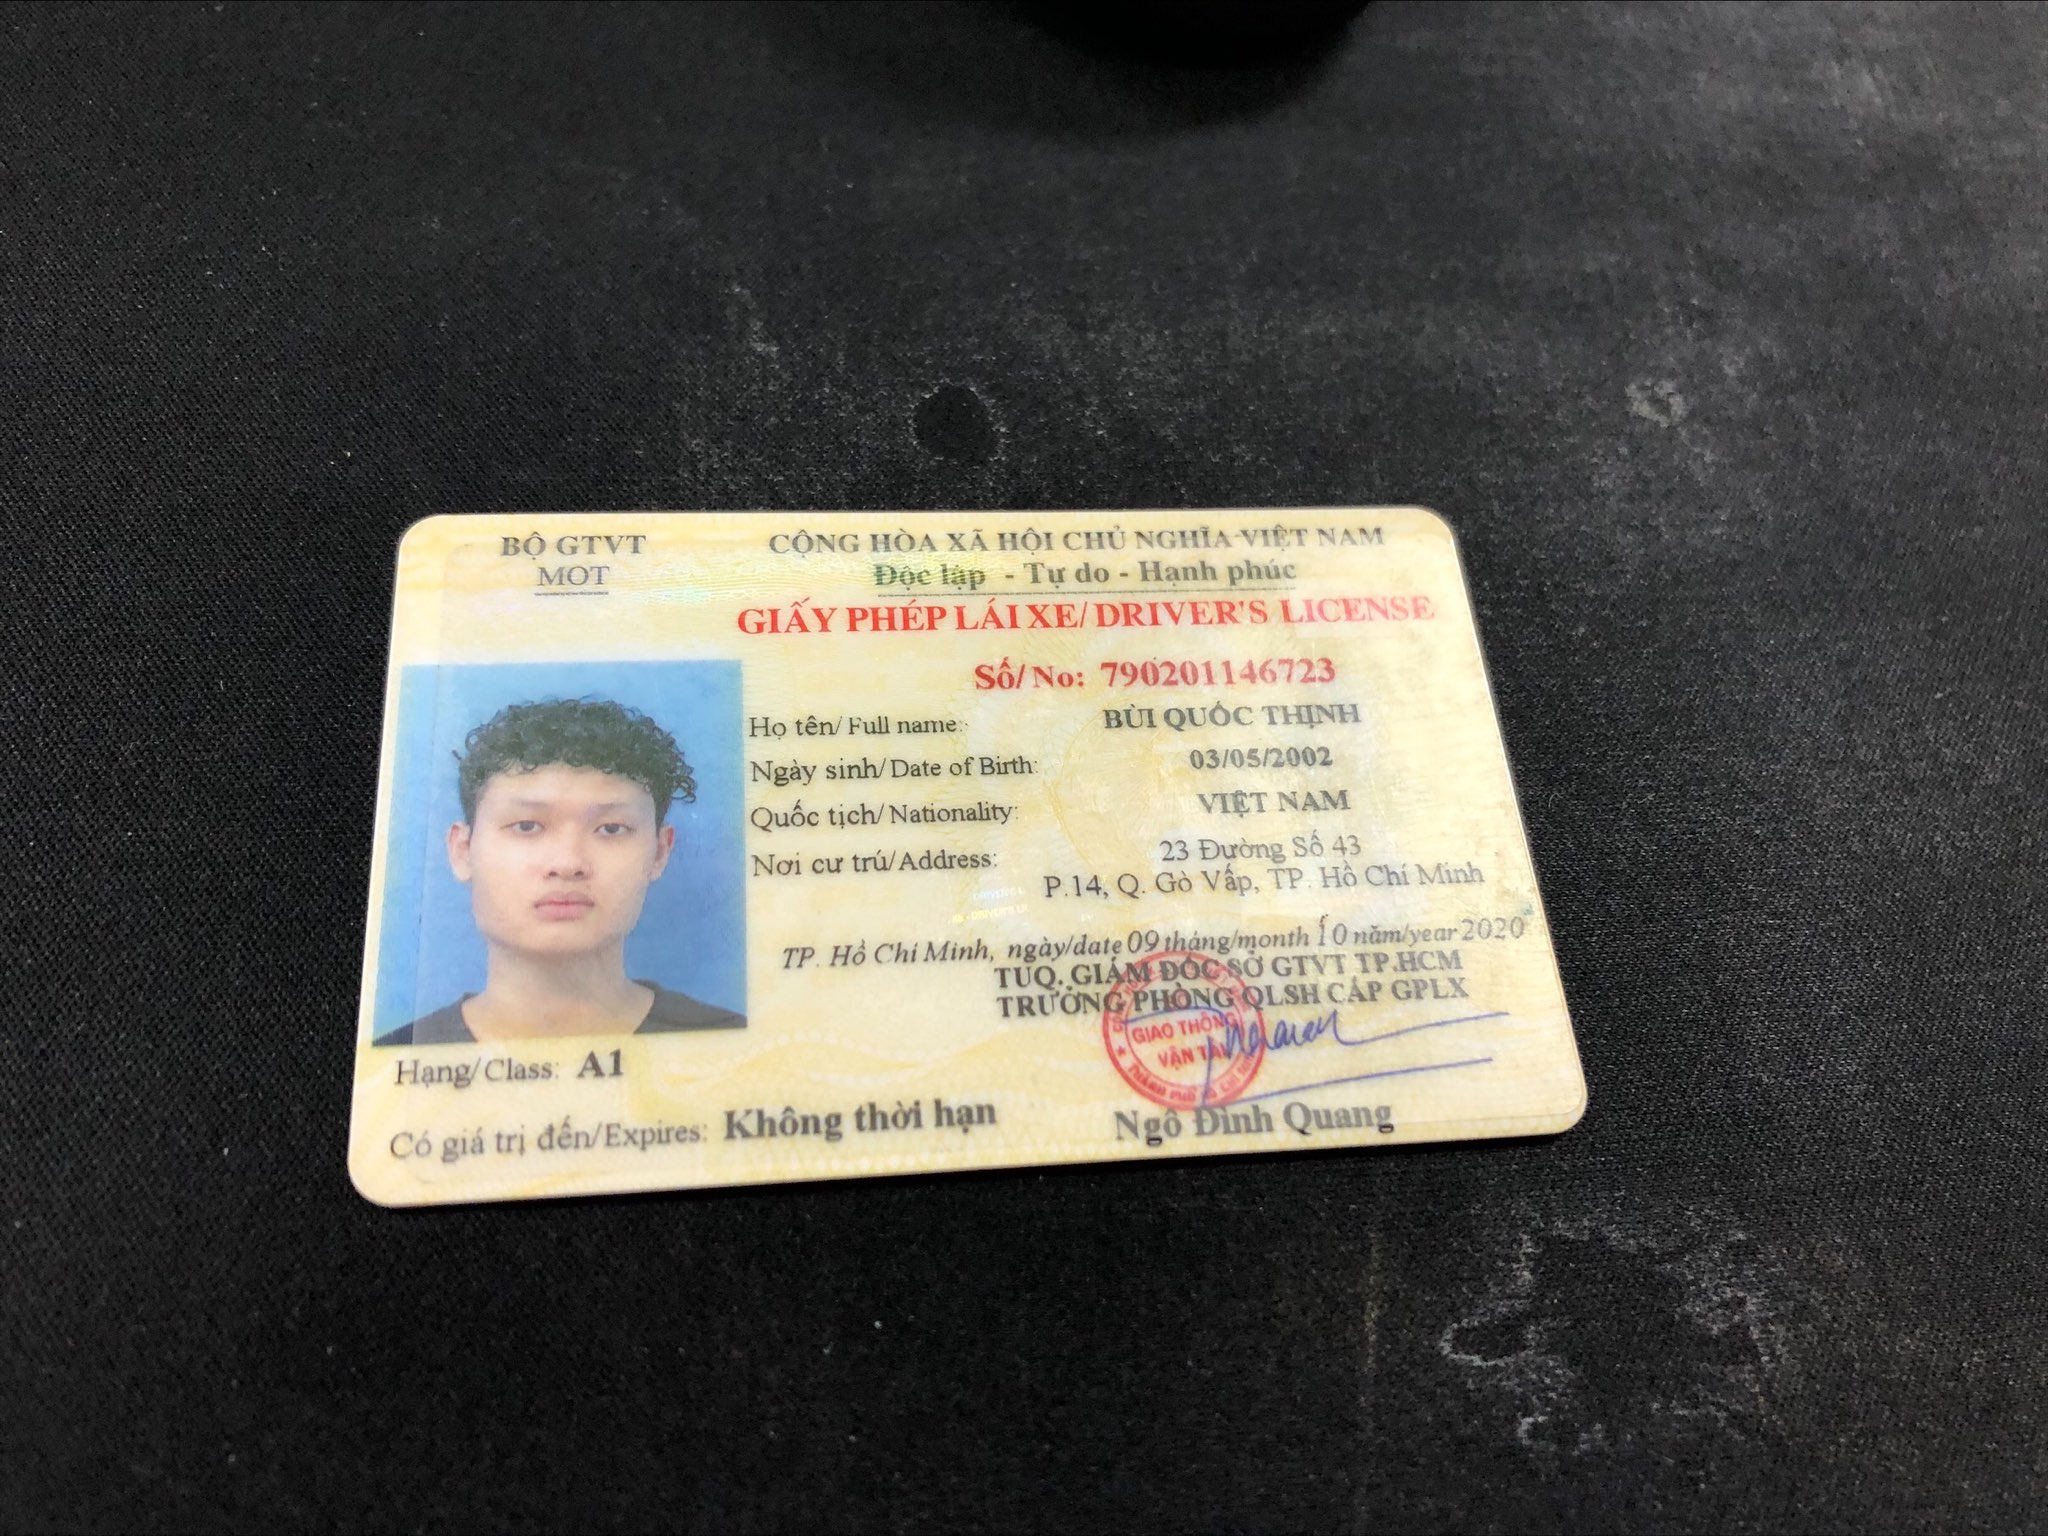 BỘ GTVT
MOT
CỘNG HÒA XÃ HỘI CHỦ NGHĨA VIỆT NAM
Độc lập - Tự do - Hạnh phúc
GIẤY PHÉP LÁI XE/ DRIVER'S LICENSE
Số/ No: 790201146723
Họ tên/ Full name: BÙI QUỐC THỊNH
Ngày sinh/ Date of Birth: 03/05/2002
Quốc tịch/ Nationality: VIỆT NAM
Nơi cư trú/ Address: 23 Đường Số 43
P.14, Q. Gò Vấp, TP. Hồ Chí Minh
TP. Hồ Chí Minh, ngày/date 09 tháng/month 10 năm/year 2020
TUQ. GIÁM ĐỐC SỞ GTVT TP.HCM
TRƯỞNG PHÒNG QLSH CẤP GPLX
GIAO THÔNG
VẬN TẢI
Hạng/ Class: A1
Có giá trị đến/Expires: Không thời hạn
Ngô Đình Quang